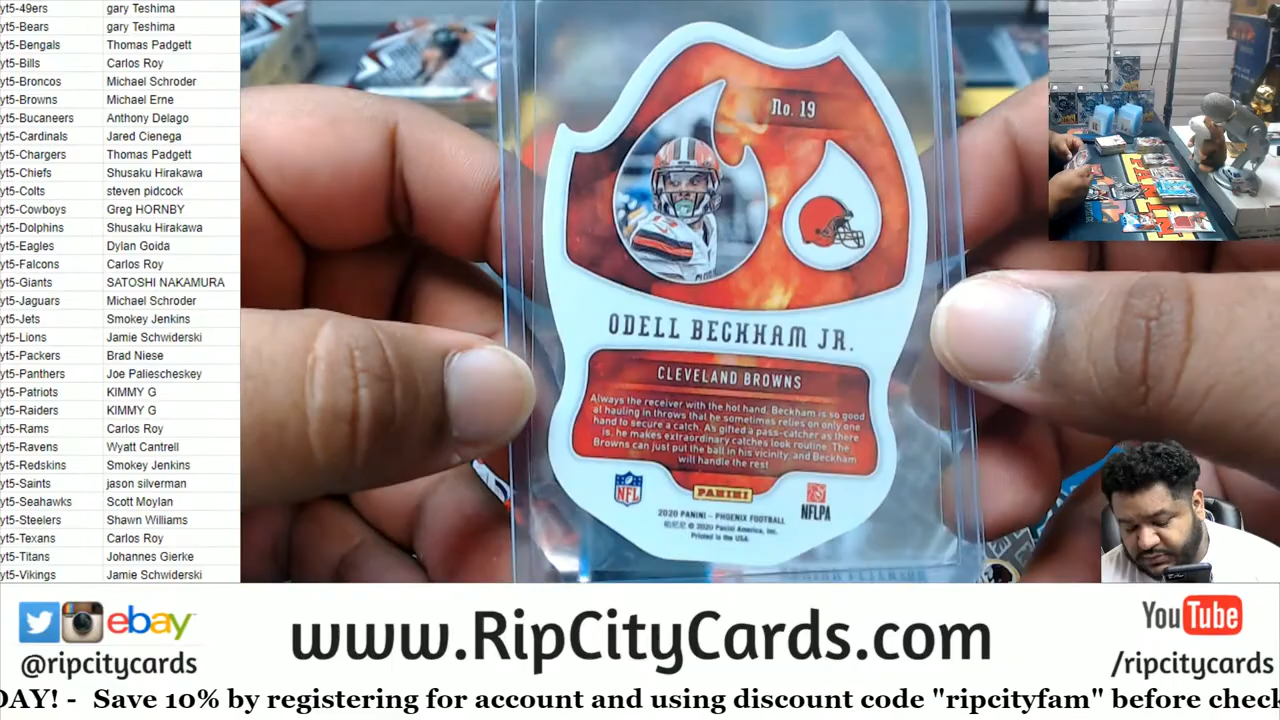 yt5-49ers gary Teshima
yt5-Bears gary Teshima
yt5-Bengals Thomas Padgett
yt5-Bills Carlos Roy
yt5-Broncos Michael Schroder
yt5-Browns Michael Erne
yt5-Bucaneers Anthony Delago
yt5-Cardinals Jared Cienega
yt5-Chargers Thomas Padgett
yt5-Chiefs Shusaku Hirakawa
yt5-Colts steven pidcock
yt5-Cowboys Greg HORNBY
yt5-Dolphins Shusaku Hirakawa
yt5-Eagles Dylan Goida
yt5-Falcons Carlos Roy
yt5-Giants SATOSHI NAKAMURA
yt5-Jaguars Michael Schroder
yt5-Jets Smokey Jenkins
yt5-Lions Jamie Schwiderski
yt5-Packers Brad Niese
yt5-Panthers Joe Paliescheskey
yt5-Patriots KIMMY G
yt5-Raiders KIMMY G
yt5-Rams Carlos Roy
yt5-Ravens Wyatt Cantrell
yt5-Redskins Smokey Jenkins
yt5-Saints jason silverman
yt5-Seahawks Scott Moylan
yt5-Steelers Shawn Williams
yt5-Texans Carlos Roy
yt5-Titans Johannes Gierke
yt5-Vikings Jamie Schwiderski
No. 19
ODELL BECKHAM JR.
CLEVELAND BROWNS
Always the receiver with the hot hand, Beckham is so good
at hauling in throws that he sometimes relies on only one
hand to secure a catch. As gifted a pass-catcher as there
is, he makes extraordinary catches look routine. The
Browns can just put the ball in his vicinity, and Beckham
will handle the rest
NFL
PANINI
NFLPA
2020 PANINI – PHOENIX FOOTBALL
© 2020 Panini America, Inc.
Printed in the USA
PANINI
ebay
@ripcitycards
www.RipCityCards.com
YouTube
/ripcitycards
DAY! - Save 10% by registering for account and using discount code "ripcityfam" before check